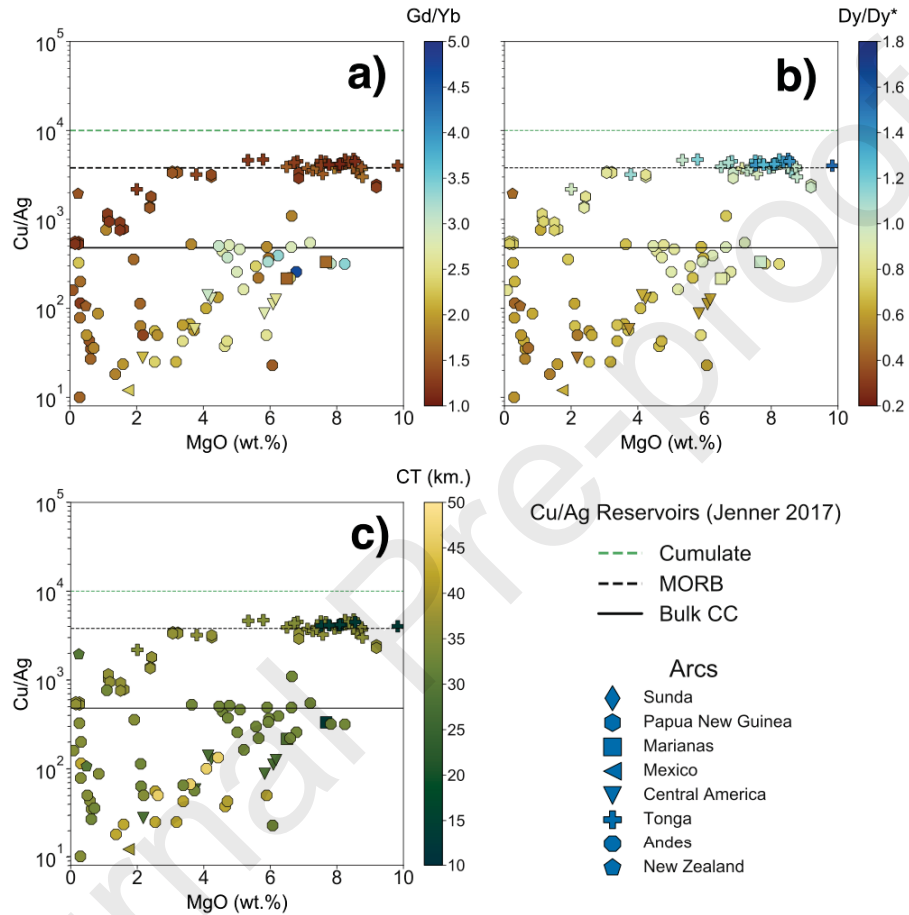 Gd/Yb
Dy/Dy*
a)
b)
10^5
10^4
10^3
10^2
10^1
Cu/Ag
0
2
4
6
8
10
MgO (wt.%)
5.0
4.5
4.0
3.5
3.0
2.5
2.0
1.5
1.0
0
2
4
6
8
10
MgO (wt.%)
1.8
1.6
1.4
1.2
1.0
0.8
0.6
0.4
0.2
CT (km.)
c)
10^5
10^4
10^3
10^2
10^1
Cu/Ag
0
2
4
6
8
10
MgO (wt.%)
50
45
40
35
30
25
20
15
10
Cu/Ag Reservoirs (Jenner 2017)
Cumulate
MORB
Bulk CC
Arcs
Sunda
Papua New Guinea
Marianas
Mexico
Central America
Tonga
Andes
New Zealand
rnal Pre-proof